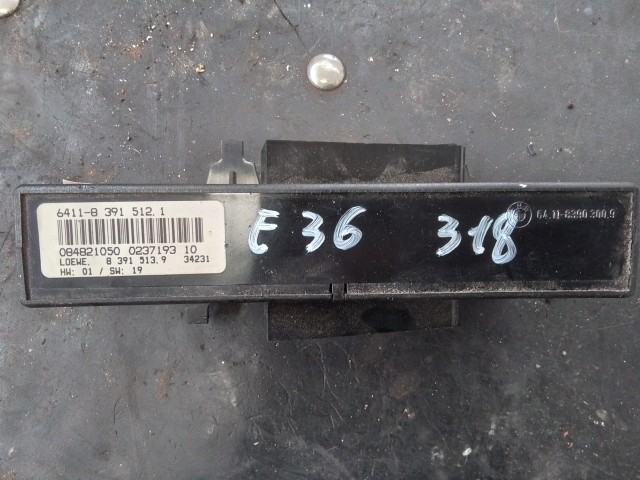 6411-8 391 512.1
084821050 0237193 10
LOEWE. 8 391 513.9 34231
HW: 01 / SW: 19
E 36 318
64.11-8390 300.9